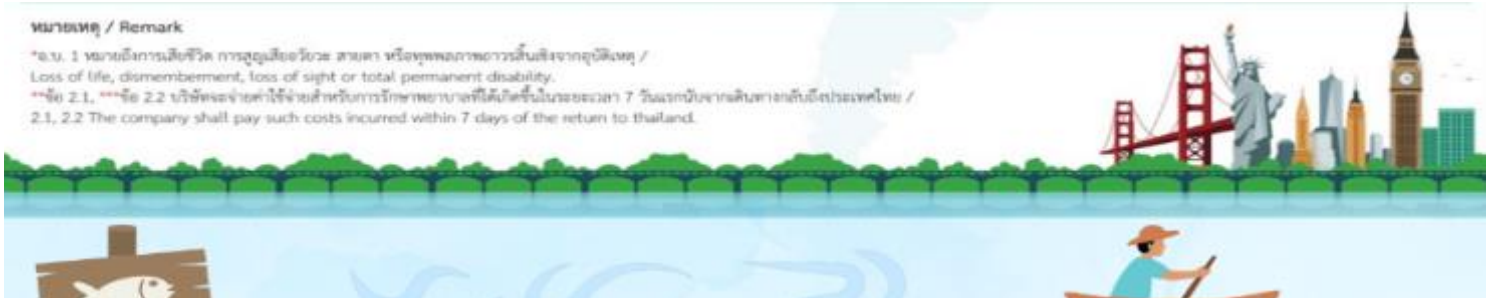 หมายเหตุ / Remark
*อ.บ. 1 หมายถึงการเสียชีวิต การสูญเสียอวัยวะ สายตา หรือทุพพลภาพถาวรสิ้นเชิงจากอุบัติเหตุ /
Loss of life, dismemberment, loss of sight or total permanent disability.
**ข้อ 2.1, ***ข้อ 2.2 บริษัทจะจ่ายค่าใช้จ่ายสำหรับการรักษาพยาบาลที่ได้เกิดขึ้นในระยะเวลา 7 วันแรกนับจากเดินทางกลับถึงประเทศไทย /
2.1, 2.2 The company shall pay such costs incurred within 7 days of the return to thailand.